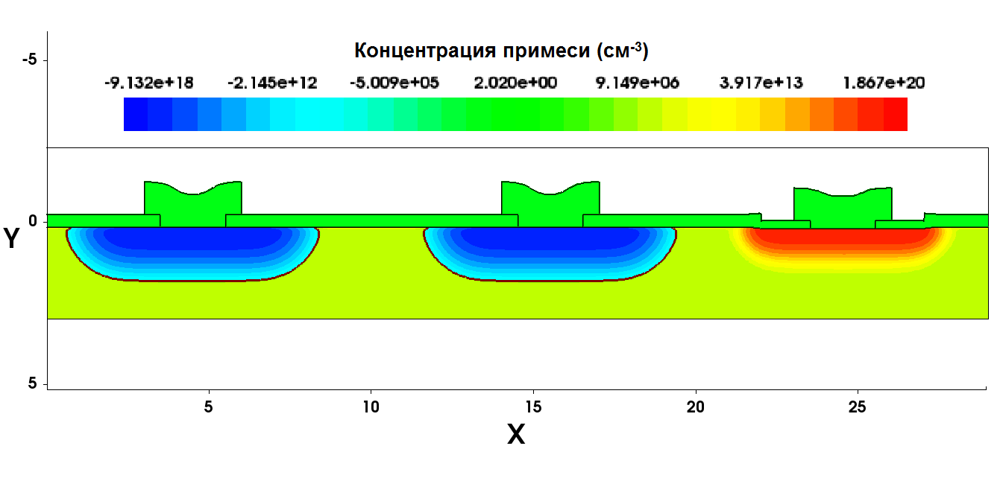 Концентрация примеси (см-3)
-9.132e+18 -2.145e+12 -5.009e+05 2.020e+00 9.149e+06 3.917e+13 1.867e+20
-5
0
Y
5
5 10 15 20 25
X